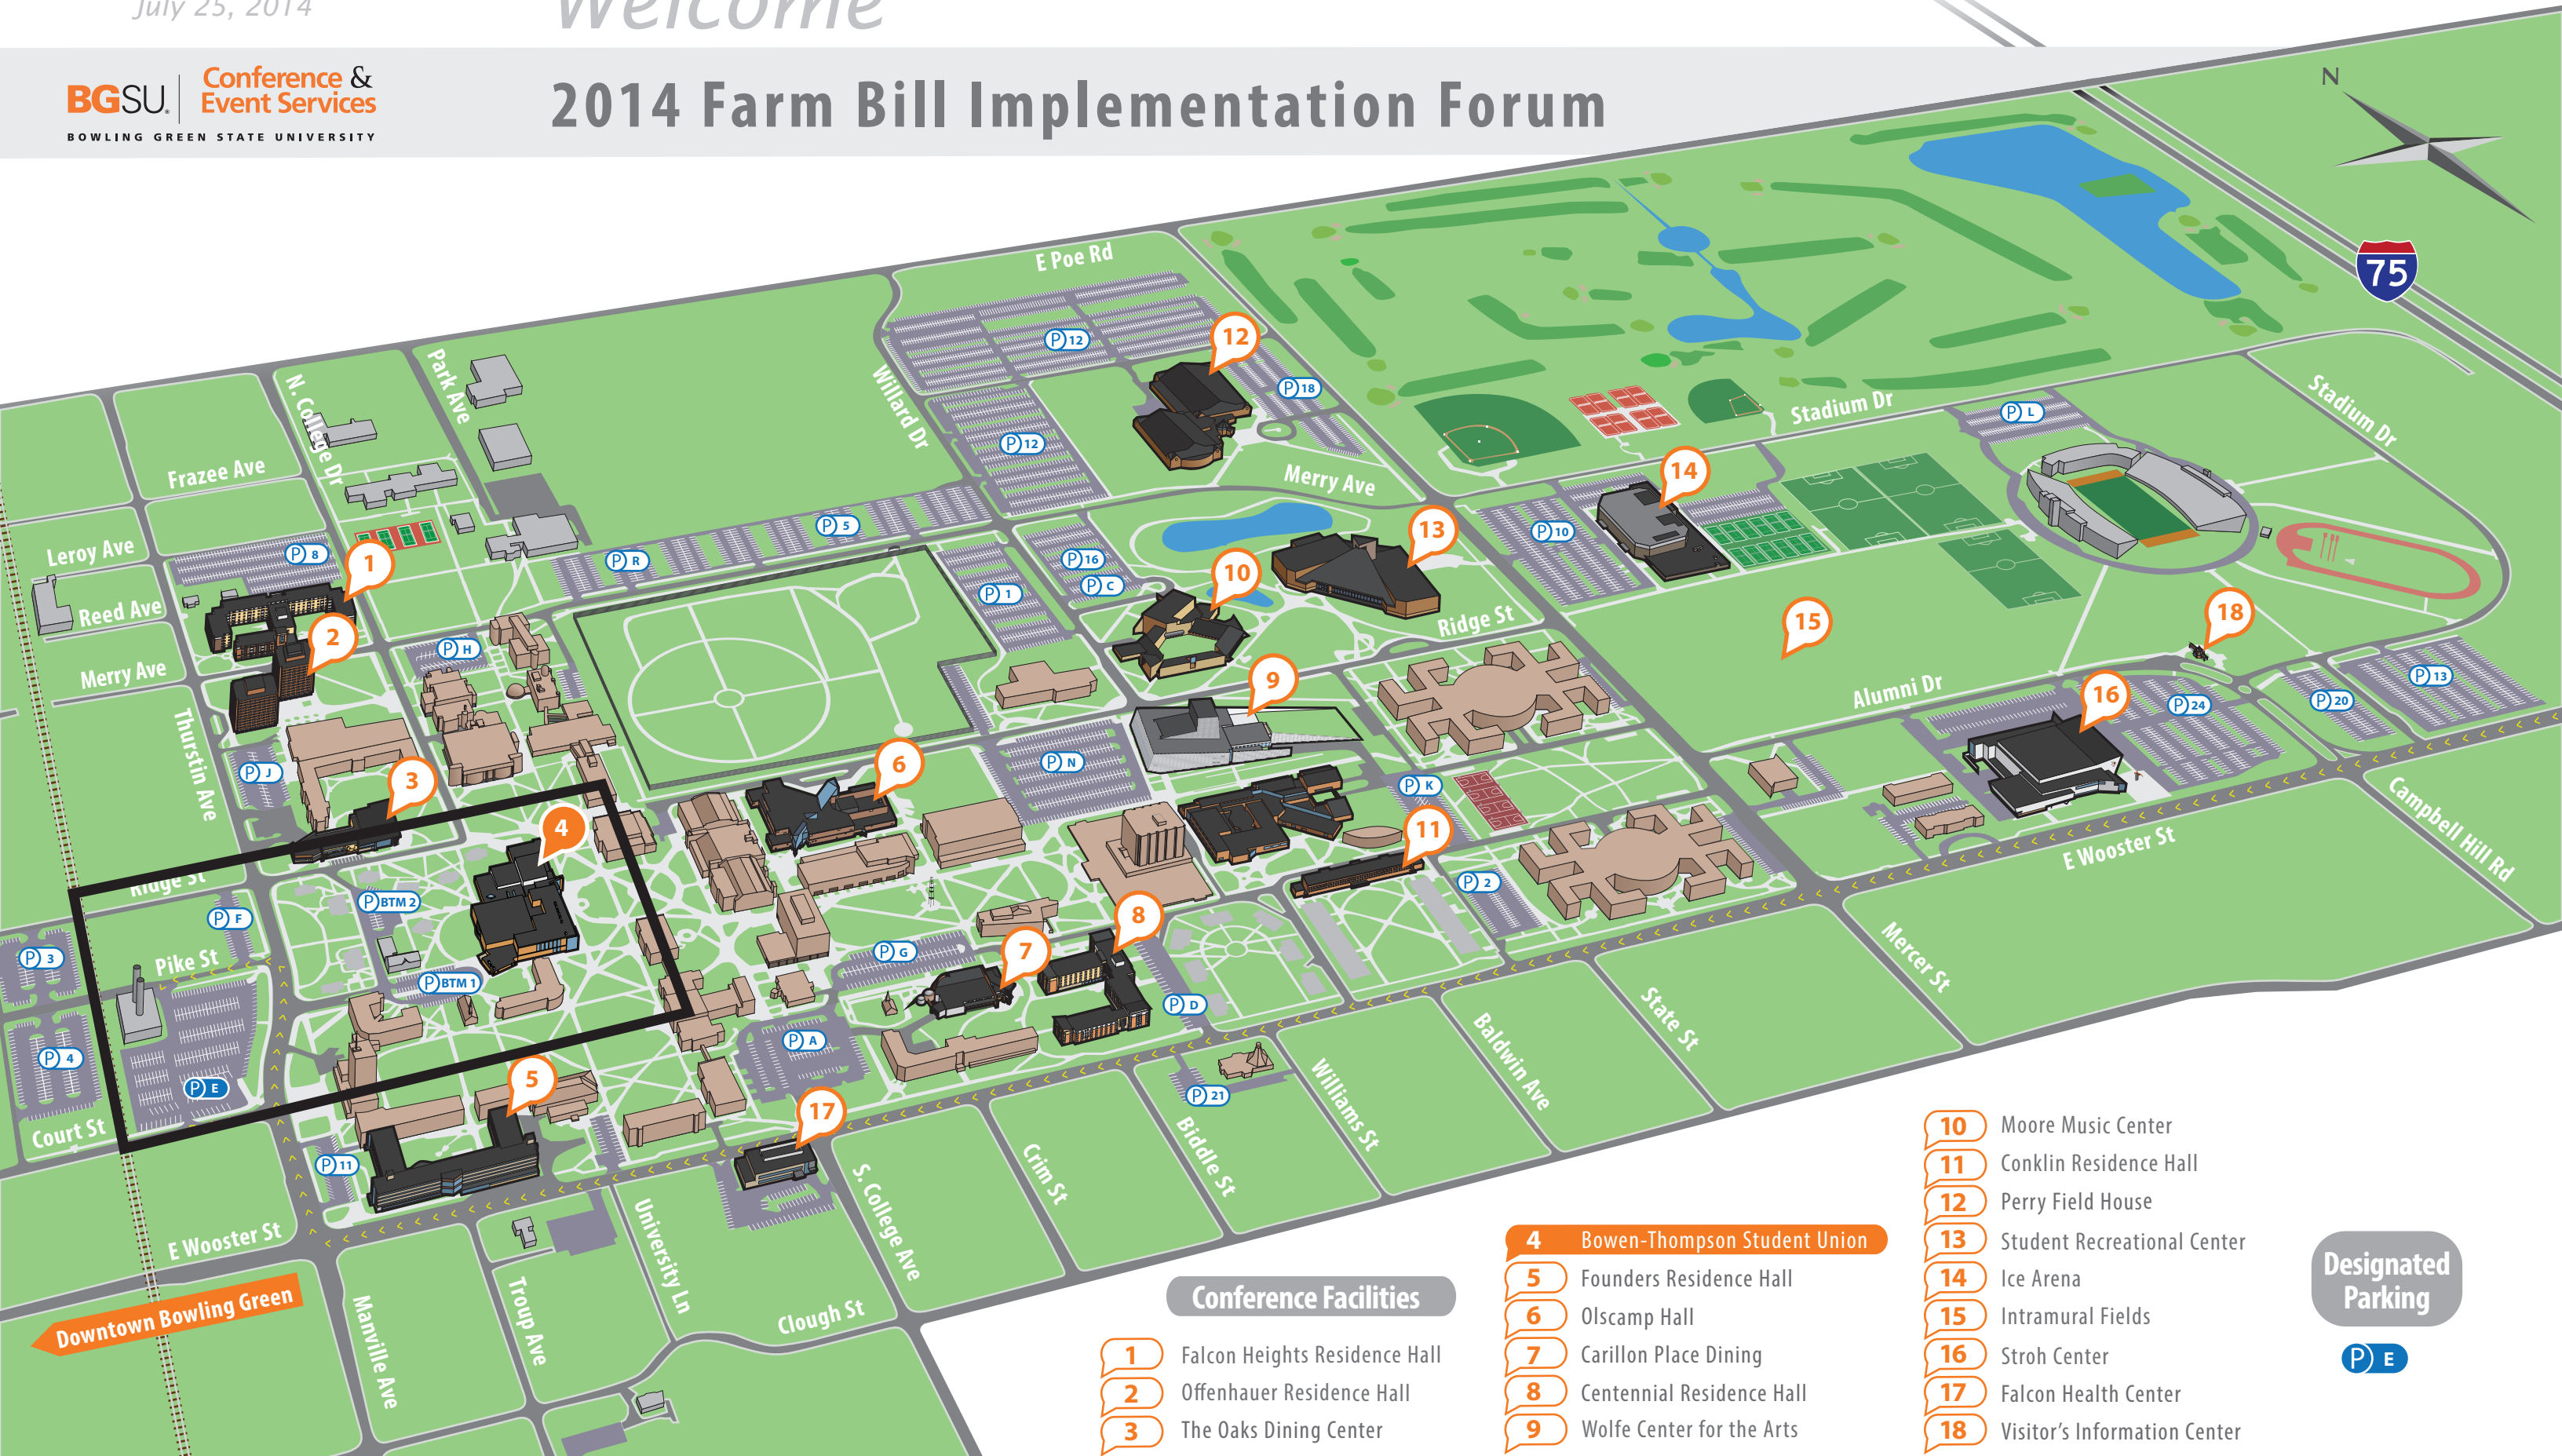 July 25, 2014
Welcome
BGSU. Conference &
Event Services
BOWLING GREEN STATE UNIVERSITY
2014 Farm Bill Implementation Forum
N
75
E Poe Rd
P 12
12
P 18
P 12
Willard Dr
Park Ave
N. College Dr
Frazee Ave
Leroy Ave
Reed Ave
Merry Ave
Merry Ave
Stadium Dr
Stadium Dr
P L
14
13
P 10
P 5
P R
P 8
1
2
P H
P 16
P C
P 1
10
Ridge St
15
18
9
Alumni Dr
16
P 24
P 20
P 13
Thurstin Ave
P J
3
6
P N
P K
4
11
E Wooster St
Campbell Hill Rd
Ridge St
P BTM 2
P F
P 2
8
P 3
Pike St
P BTM 1
P G
7
P D
Mercer St
State St
Baldwin Ave
P 4
P E
P A
5
17
P 21
Williams St
Biddle St
Crim St
S. College Ave
Court St
P 11
E Wooster St
University Ln
Troup Ave
Manville Ave
Clough St
Downtown Bowling Green
Conference Facilities
1 Falcon Heights Residence Hall
2 Offenhauer Residence Hall
3 The Oaks Dining Center
4 Bowen-Thompson Student Union
5 Founders Residence Hall
6 Olscamp Hall
7 Carillon Place Dining
8 Centennial Residence Hall
9 Wolfe Center for the Arts
10 Moore Music Center
11 Conklin Residence Hall
12 Perry Field House
13 Student Recreational Center
14 Ice Arena
15 Intramural Fields
16 Stroh Center
17 Falcon Health Center
18 Visitor's Information Center
Designated
Parking
P E